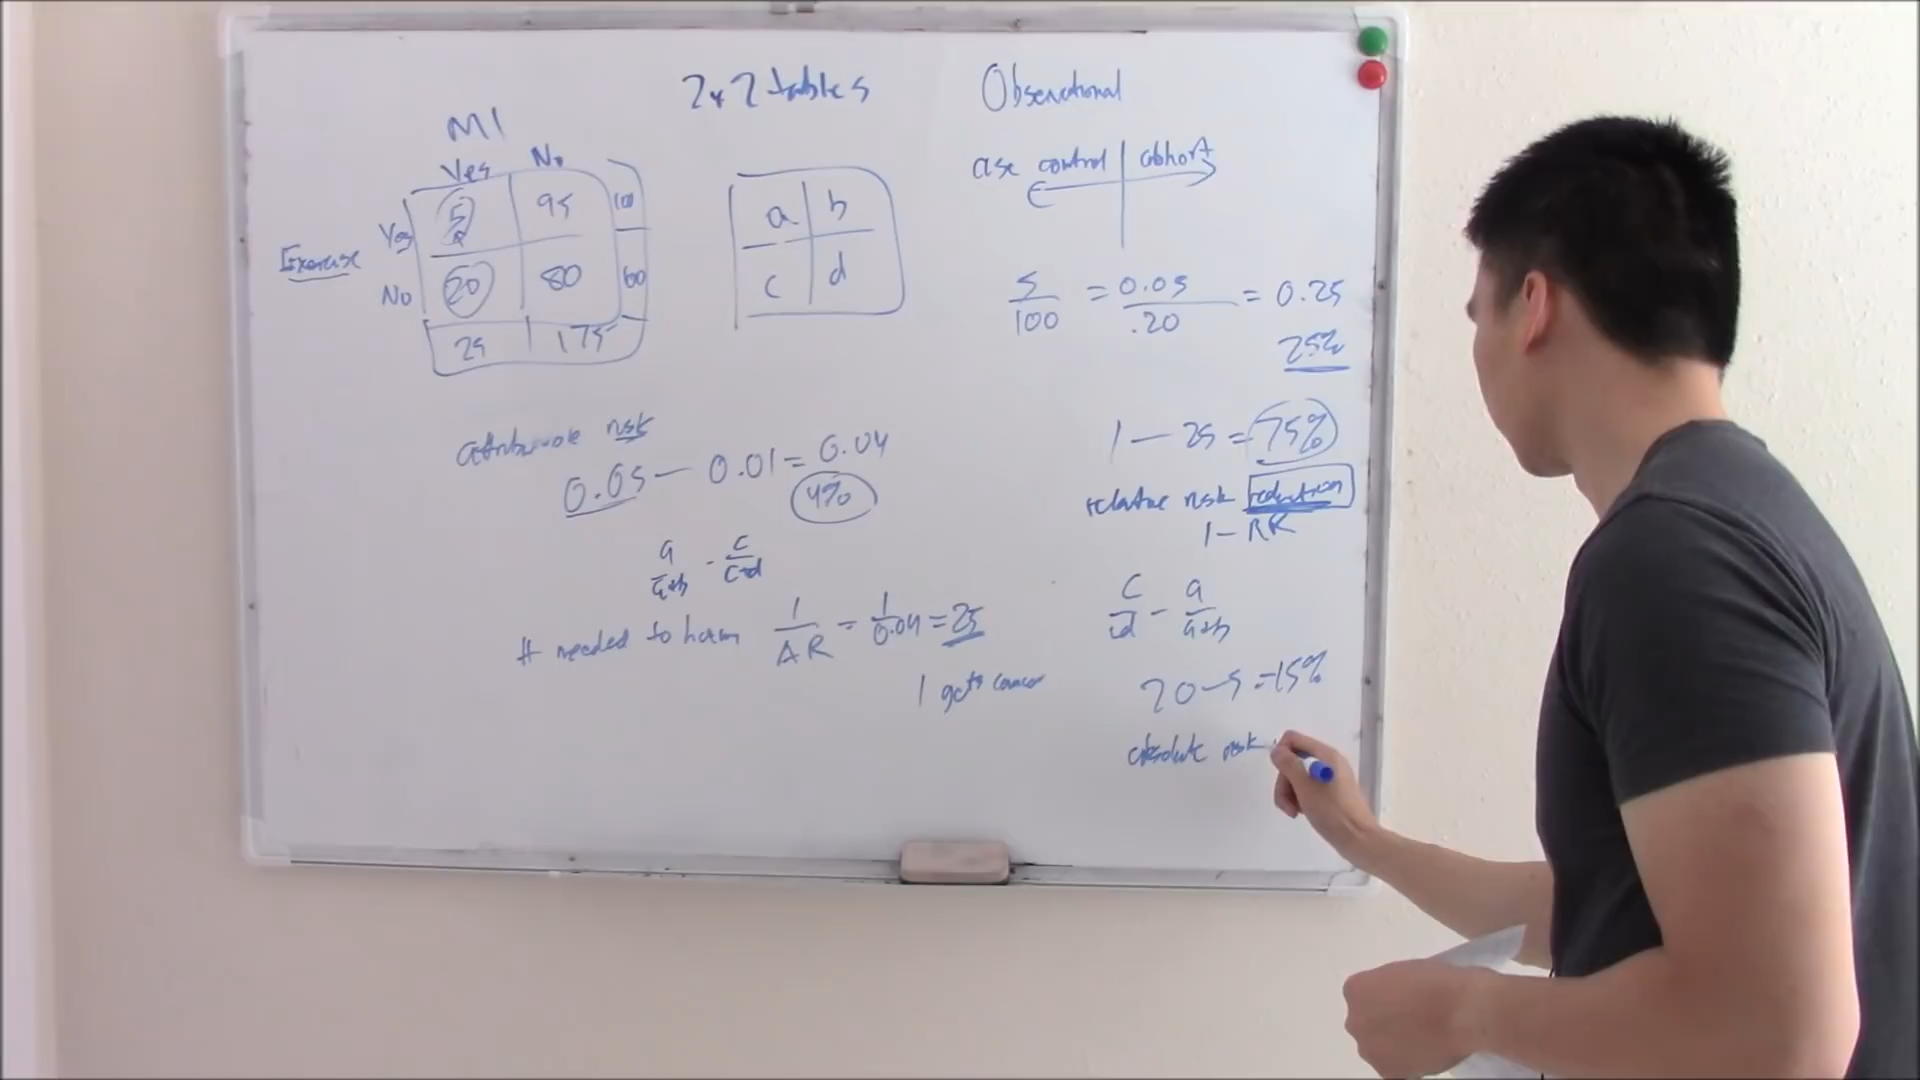 2x2 tables
Observational
MI
Yes No
Exercise
Yes 5 95 100
No 20 80 100
25 175
a b
c d
case control cohort
5/100 = 0.05/.20 = 0.25
25%
1 - 25 = 75%
relative risk reduction
1 - RR
c/cd - a/a+b
20 - 5 = 15%
absolute risk
attributable risk
0.05 - 0.01 = 0.04
4%
a/a+b - c/c+d
# needed to harm 1/AR = 1/0.04 = 25
1 gets cancer